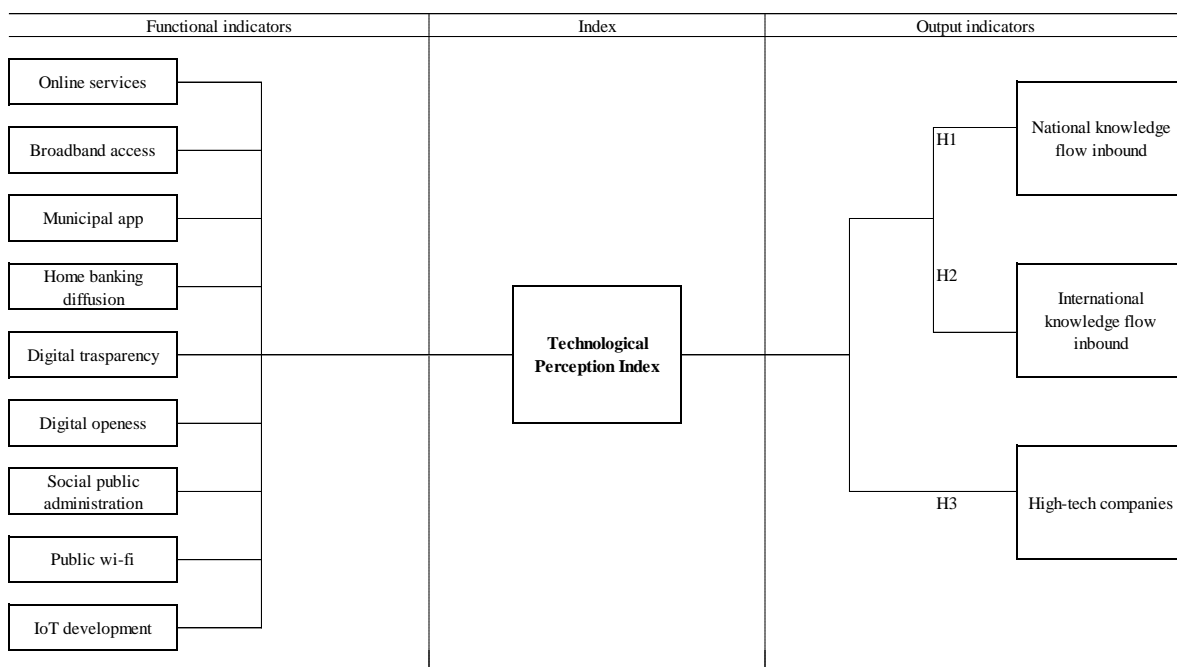 Functional indicators
Index
Output indicators
Online services
Broadband access
Municipal app
Home banking
diffusion
Digital trasparency
Digital openess
Social public
administration
Public wi-fi
IoT development
Technological
Perception Index
H1
H2
H3
National knowledge
flow inbound
International
knowledge flow
inbound
High-tech companies